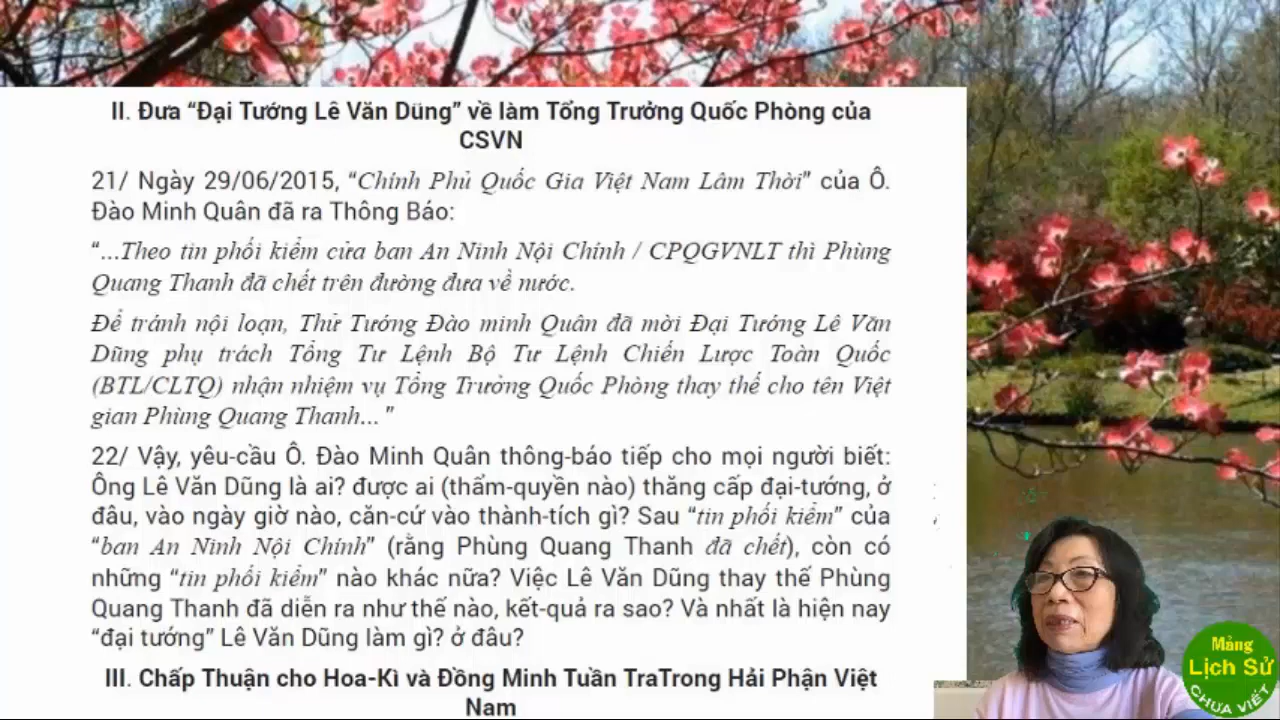 II. Đưa “Đại Tướng Lê Văn Dũng” về làm Tổng Trưởng Quốc Phòng của
CSVN
21/ Ngày 29/06/2015, “Chính Phủ Quốc Gia Việt Nam Lâm Thời” của Ô.
Đào Minh Quân đã ra Thông Báo:
“...Theo tin phối kiểm cửa ban An Ninh Nội Chính / CPQGVNLT thì Phùng
Quang Thanh đã chết trên đường đưa về nước.
Để tránh nội loạn, Thử Tướng Đào minh Quân đã mời Đại Tướng Lê Văn
Dũng phụ trách Tổng Tư Lệnh Bộ Tư Lệnh Chiến Lược Toàn Quốc
(BTL/CLTQ) nhận nhiệm vụ Tổng Trưởng Quốc Phòng thay thế cho tên Việt
gian Phùng Quang Thanh..."
22/ Vậy, yêu-cầu Ô. Đào Minh Quân thông-báo tiếp cho mọi người biết:
Ông Lê Văn Dũng là ai? được ai (thẩm-quyền nào) thăng cấp đại-tướng, ở
đâu, vào ngày giờ nào, căn-cứ vào thành-tích gì? Sau “tin phối kiểm” của
“ban An Ninh Nội Chính” (rằng Phùng Quang Thanh đã chết), còn có
những “tin phối kiểm” nào khác nữa? Việc Lê Văn Dũng thay thế Phùng
Quang Thanh đã diễn ra như thế nào, kết-quả ra sao? Và nhất là hiện nay
“đại tướng” Lê Văn Dũng làm gì? ở đâu?
III. Chấp Thuận cho Hoa-Kì và Đồng Minh Tuần TraTrong Hải Phận Việt
Nam
Mảng
Lịch Sử
CHƯA VIẾT